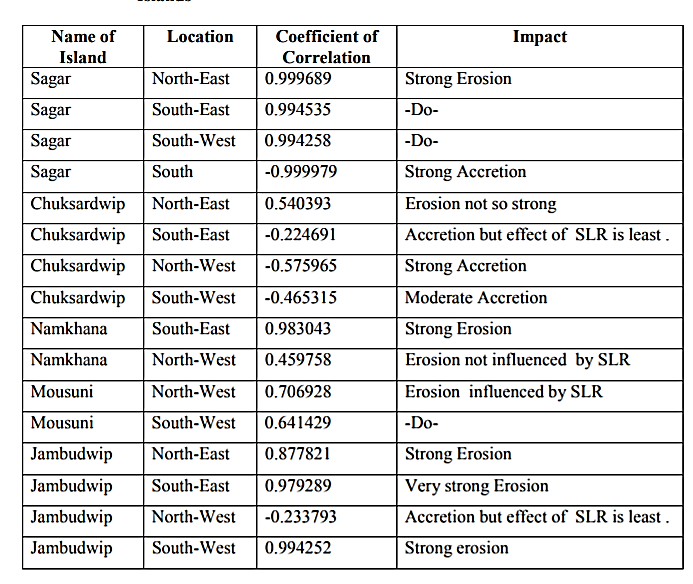 Name of Island Location Coefficient of Correlation Impact
Sagar North-East 0.999689 Strong Erosion
Sagar South-East 0.994535 -Do-
Sagar South-West 0.994258 -Do-
Sagar South -0.999979 Strong Accretion
Chuksardwip North-East 0.540393 Erosion not so strong
Chuksardwip South-East -0.224691 Accretion but effect of SLR is least .
Chuksardwip North-West -0.575965 Strong Accretion
Chuksardwip South-West -0.465315 Moderate Accretion
Namkhana South-East 0.983043 Strong Erosion
Namkhana North-West 0.459758 Erosion not influenced by SLR
Mousuni North-West 0.706928 Erosion influenced by SLR
Mousuni South-West 0.641429 -Do-
Jambudwip North-East 0.877821 Strong Erosion
Jambudwip South-East 0.979289 Very strong Erosion
Jambudwip North-West -0.233793 Accretion but effect of SLR is least .
Jambudwip South-West 0.994252 Strong erosion